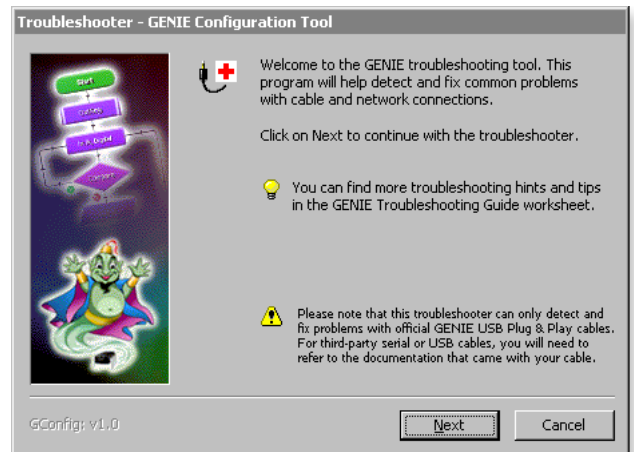 Troubleshooter - GENIE Configuration Tool
Start
Compare
Welcome to the GENIE troubleshooting tool. This
program will help detect and fix common problems
with cable and network connections.
Click on Next to continue with the troubleshooter.
You can find more troubleshooting hints and tips
in the GENIE Troubleshooting Guide worksheet.
Please note that this troubleshooter can only detect and
fix problems with official GENIE USB Plug & Play cables.
For third-party serial or USB cables, you will need to
refer to the documentation that came with your cable.
GConfig: v1.0
Next
Cancel